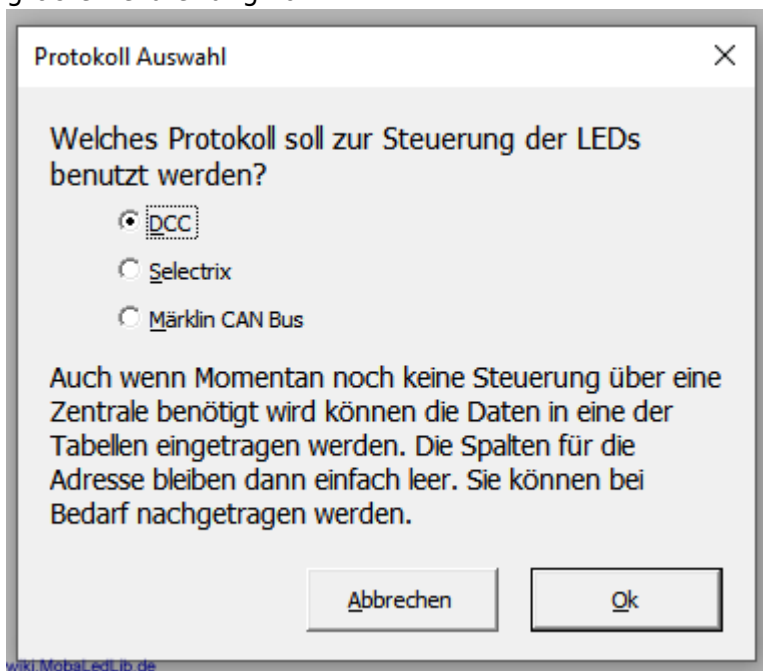 Protokoll Auswahl
Welches Protokoll soll zur Steuerung der LEDs
benutzt werden?
DCC
Selectrix
Märklin CAN Bus
Auch wenn Momentan noch keine Steuerung über eine
Zentrale benötigt wird können die Daten in eine der
Tabellen eingetragen werden. Die Spalten für die
Adresse bleiben dann einfach leer. Sie können bei
Bedarf nachgetragen werden.
Abbrechen Ok
wiki.MobaLedLib.de